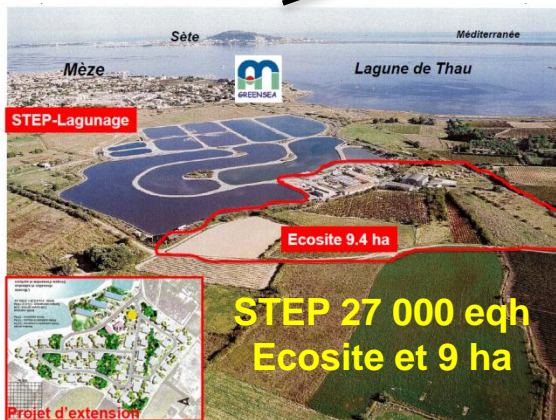 Sète
Méditerranée
Mèze
Lagune de Thau
GREENSEA
STEP-Lagunage
Ecosite 9.4 ha
STEP 27 000 eqh
Ecosite et 9 ha
Projet d'extension